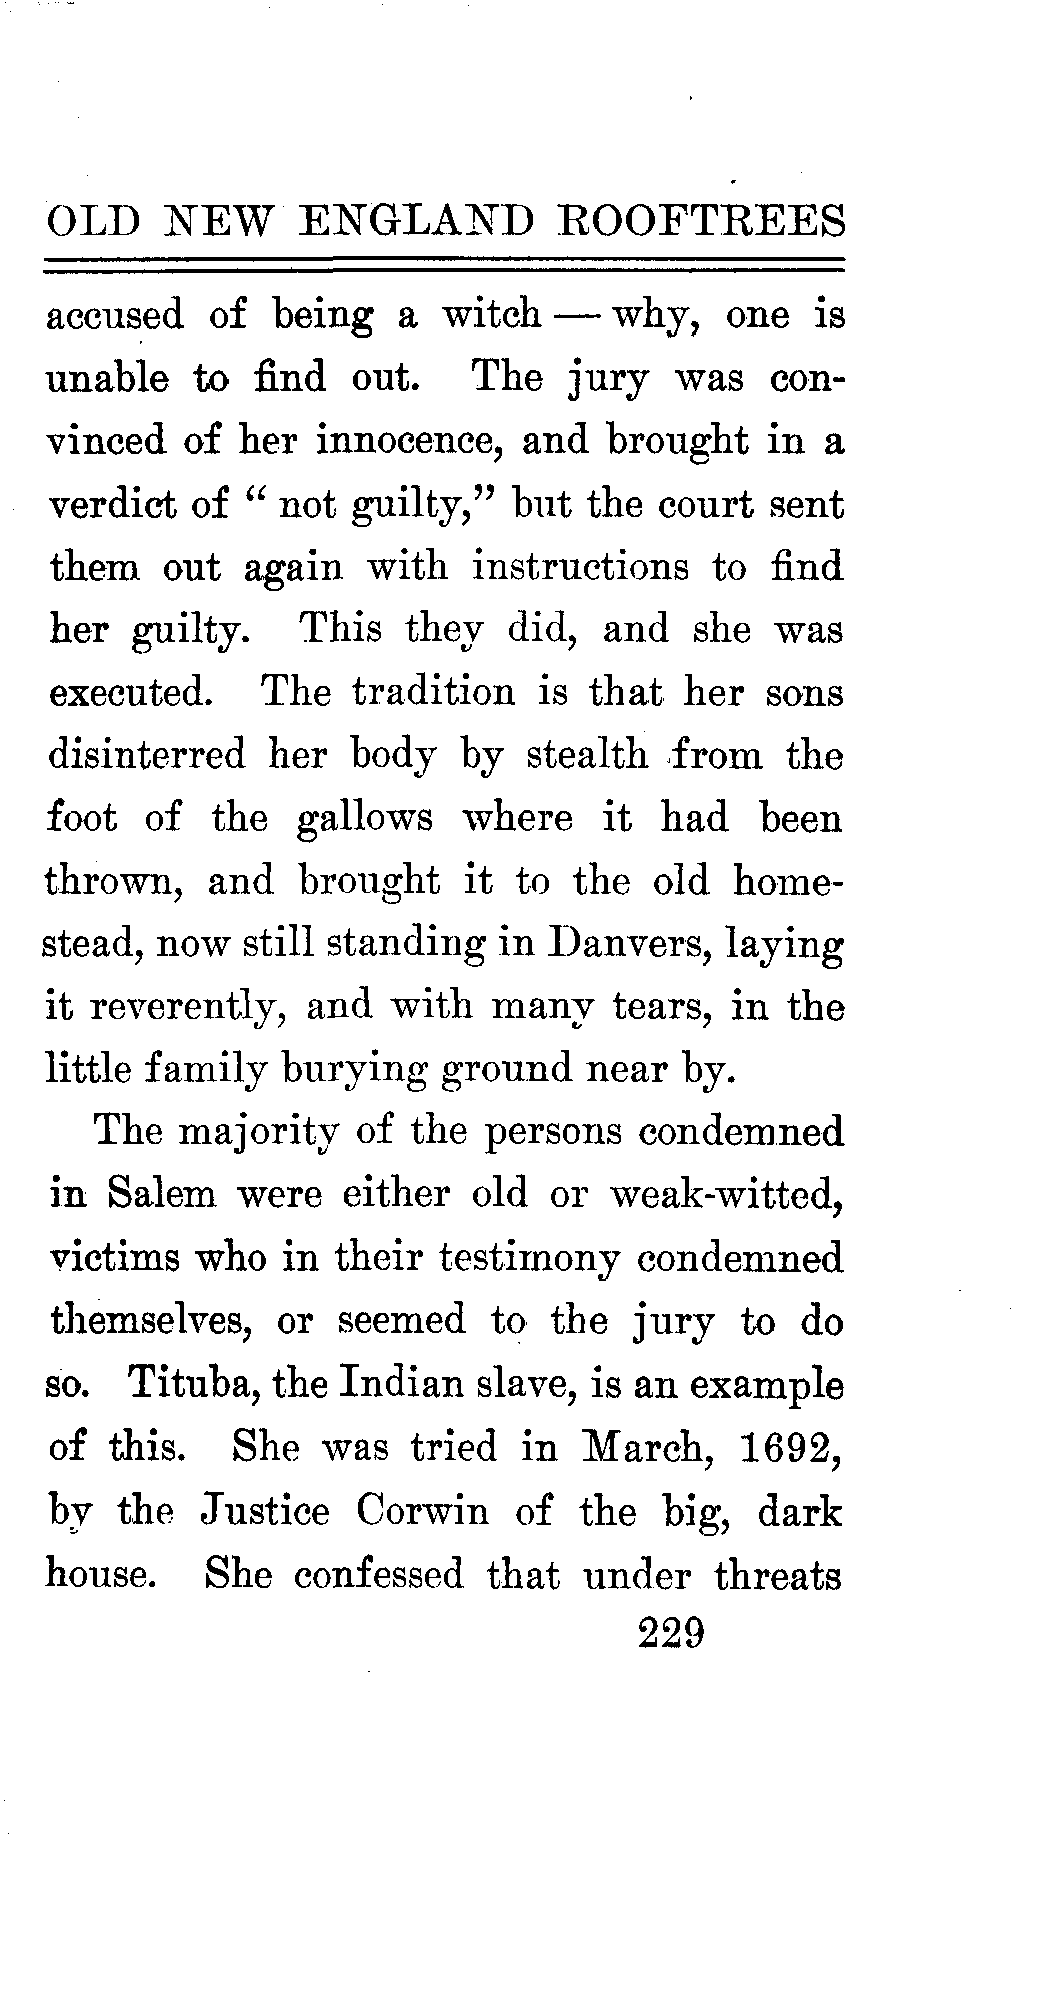 OLD NEW ENGLAND ROOFTREES
accused of being a witch — why, one is
unable to find out. The jury was con-
vinced of her innocence, and brought in a
verdict of “ not guilty,” but the court sent
them out again with instructions to find
her guilty. This they did, and she was
executed. The tradition is that her sons
disinterred her body by stealth from the
foot of the gallows where it had been
thrown, and brought it to the old home-
stead, now still standing in Danvers, laying
it reverently, and with many tears, in the
little family burying ground near by.
The majority of the persons condemned
in Salem were either old or weak-witted,
victims who in their testimony condemned
themselves, or seemed to the jury to do
so. Tituba, the Indian slave, is an example
of this. She was tried in March, 1692,
by the Justice Corwin of the big, dark
house. She confessed that under threats
229